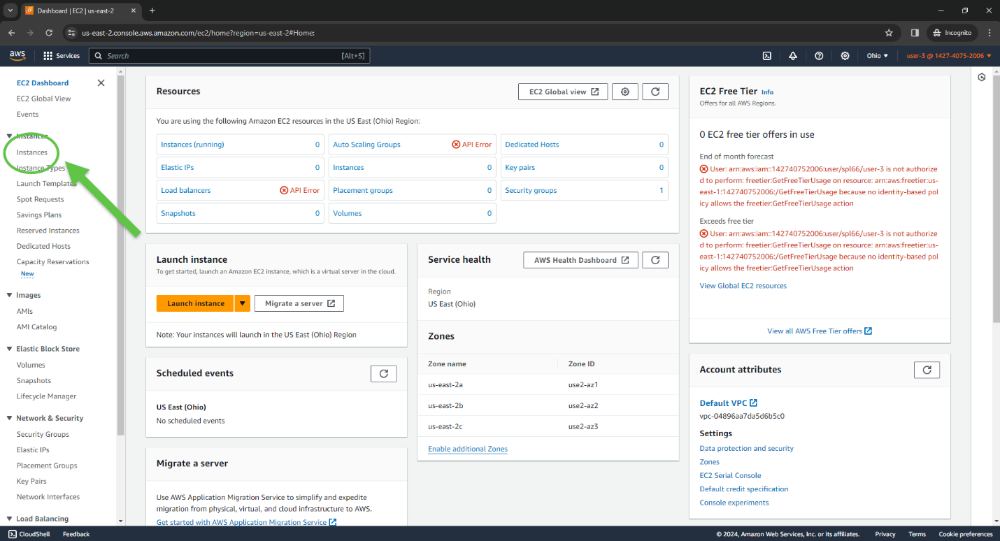 Dashboard | EC2 | us-east-2
us-east-2.console.aws.amazon.com/ec2/home?region=us-east-2#Home:
Incognito
aws
Services
Search [Alt+S]
Ohio
user-3 @ 1427-4075-2006
EC2 Dashboard
EC2 Global View
Events
Instances
Instances
Instance Types
Launch Templates
Spot Requests
Savings Plans
Reserved Instances
Dedicated Hosts
Capacity Reservations
New
Images
AMIs
AMI Catalog
Elastic Block Store
Volumes
Snapshots
Lifecycle Manager
Network & Security
Security Groups
Elastic IPs
Placement Groups
Key Pairs
Network Interfaces
Load Balancing
Resources
EC2 Global view
You are using the following Amazon EC2 resources in the US East (Ohio) Region:
Instances (running) 0
Auto Scaling Groups API Error
Dedicated Hosts 0
Elastic IPs 0
Instances 0
Key pairs 0
Load balancers API Error
Placement groups 0
Security groups 1
Snapshots 0
Volumes 0
Launch instance
To get started, launch an Amazon EC2 instance, which is a virtual server in the cloud.
Launch instance
Migrate a server
Note: Your instances will launch in the US East (Ohio) Region
Scheduled events
US East (Ohio)
No scheduled events
Migrate a server
Use AWS Application Migration Service to simplify and expedite
migration from physical, virtual, and cloud infrastructure to AWS.
Get started with AWS Application Migration Service
Service health
AWS Health Dashboard
Region
US East (Ohio)
Zones
Zone name Zone ID
us-east-2a use2-az1
us-east-2b use2-az2
us-east-2c use2-az3
Enable additional Zones
EC2 Free Tier Info
Offers for all AWS Regions.
0 EC2 free tier offers in use
End of month forecast
User: arn:aws:iam::142740752006:user/spl66/user-3 is not authorize
d to perform: freetier:GetFreeTierUsage on resource: arn:aws:freetier:us-
east-1:142740752006:/GetFreeTierUsage because no identity-based pol
icy allows the freetier:GetFreeTierUsage action
Exceeds free tier
User: arn:aws:iam::142740752006:user/spl66/user-3 is not authorize
d to perform: freetier:GetFreeTierUsage on resource: arn:aws:freetier:us-
east-1:142740752006:/GetFreeTierUsage because no identity-based pol
icy allows the freetier:GetFreeTierUsage action
View Global EC2 resources
View all AWS Free Tier offers
Account attributes
Default VPC
vpc-04896aa7da5d6b5c0
Settings
Data protection and security
Zones
EC2 Serial Console
Default credit specification
Console experiments
CloudShell
Feedback
© 2024, Amazon Web Services, Inc. or its affiliates.
Privacy
Terms
Cookie preferences